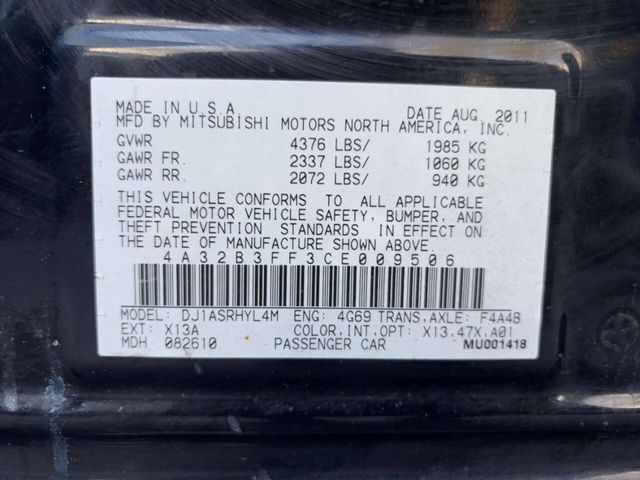 MADE IN U.S.A. DATE AUG. 2011
MFD BY MITSUBISHI MOTORS NORTH AMERICA, INC.
GVWR 4376 LBS/ 1985 KG
GAWR FR. 2337 LBS/ 1060 KG
GAWR RR. 2072 LBS/ 940 KG
THIS VEHICLE CONFORMS TO ALL APPLICABLE
FEDERAL MOTOR VEHICLE SAFETY, BUMPER, AND
THEFT PREVENTION STANDARDS IN EFFECT ON
THE DATE OF MANUFACTURE SHOWN ABOVE.
4A32B3FF3CE009506
MODEL: DJ1ASRHYL4M ENG: 4G69 TRANS,AXLE: F4A4B
EXT: X13A COLOR,INT,OPT: X13,47X,A01
MDH 082610 PASSENGER CAR MU001418